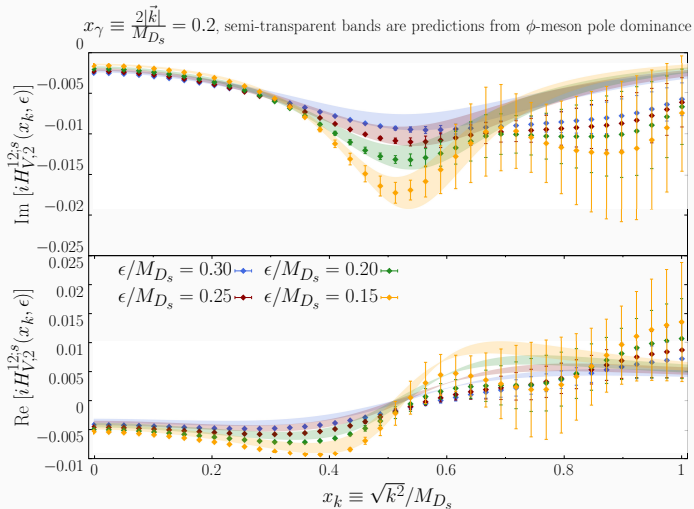 x_γ ≡ 2|k⃗|/M_{D_s} = 0.2, semi-transparent bands are predictions from ϕ-meson pole dominance
Im [iH^{12;s}_{V,2}(x_k, ϵ)]
0
−0.005
−0.01
−0.015
−0.02
−0.025
Re [iH^{12;s}_{V,2}(x_k, ϵ)]
0.025
0.02
0.015
0.01
0.005
0
−0.005
−0.01
ϵ/M_{D_s} = 0.30
ϵ/M_{D_s} = 0.20
ϵ/M_{D_s} = 0.25
ϵ/M_{D_s} = 0.15
0 0.2 0.4 0.6 0.8 1
x_k ≡ √k²/M_{D_s}